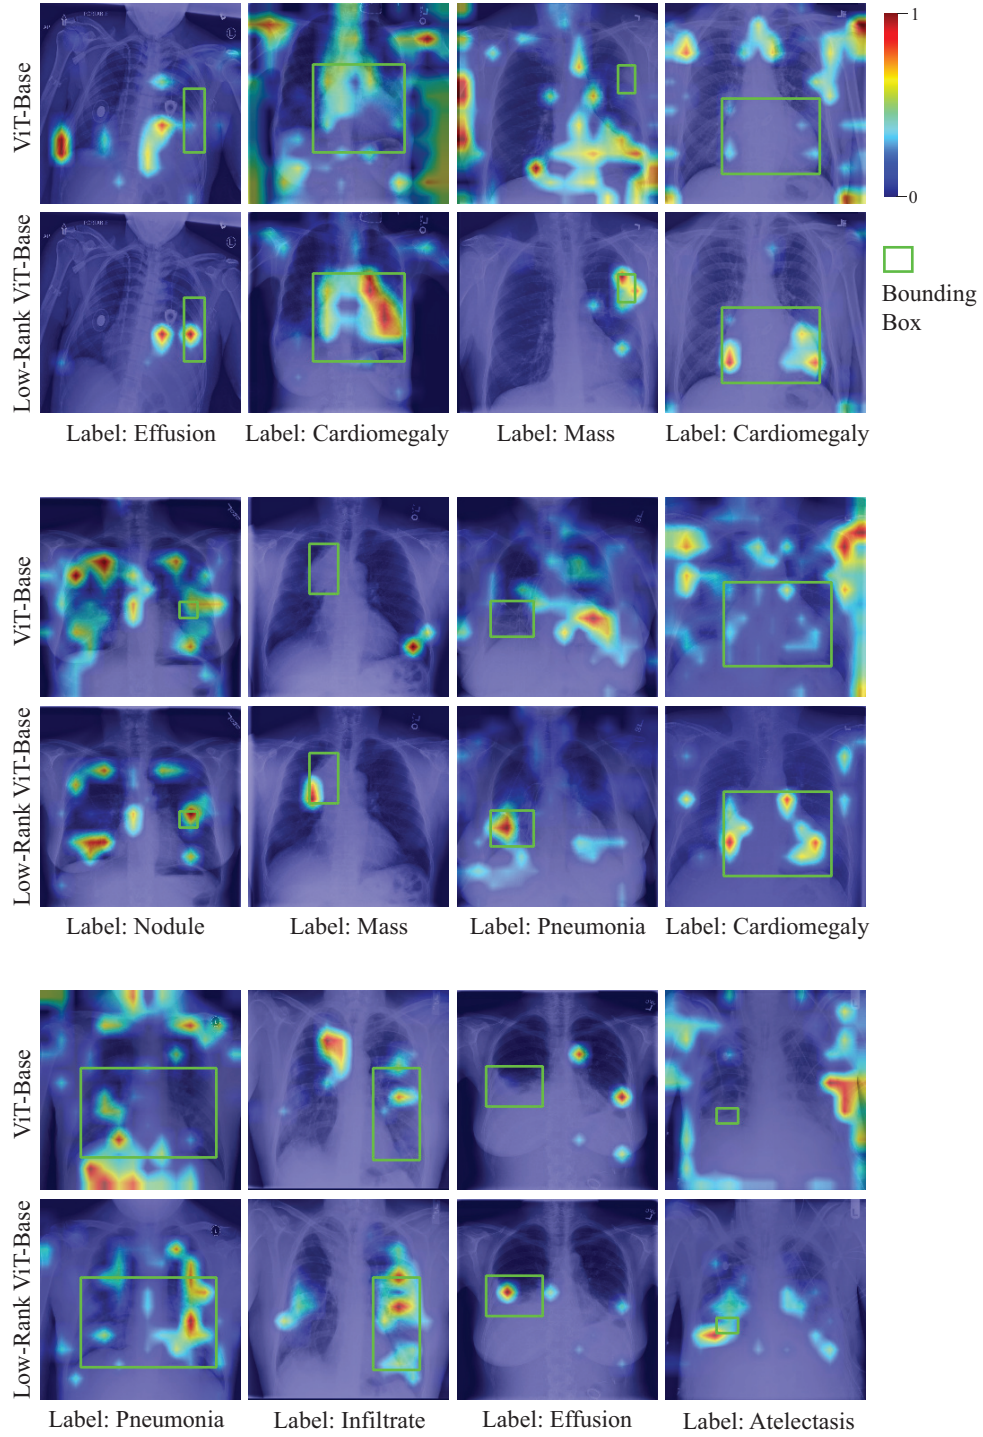 ViT-Base
1
0
Low-Rank ViT-Base
Bounding
Box
Label: Effusion
Label: Cardiomegaly
Label: Mass
Label: Cardiomegaly
ViT-Base
Low-Rank ViT-Base
Label: Nodule
Label: Mass
Label: Pneumonia
Label: Cardiomegaly
ViT-Base
Low-Rank ViT-Base
Label: Pneumonia
Label: Infiltrate
Label: Effusion
Label: Atelectasis